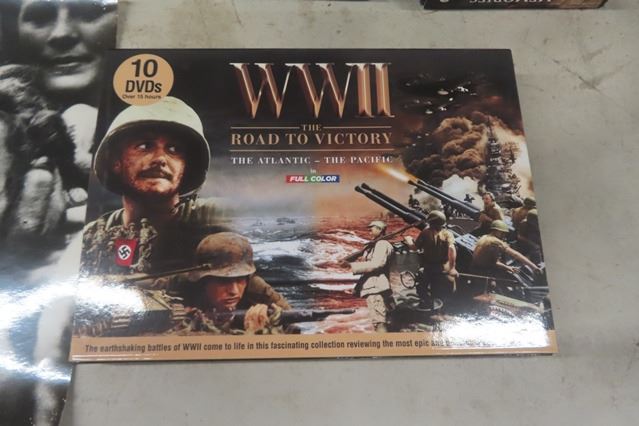 MEMORIES
10
DVDs
Over 15 hours
WWII
THE
ROAD TO VICTORY
THE ATLANTIC – THE PACIFIC
in
FULL COLOR
The earthshaking battles of WWII come to life in this fascinating collection reviewing the most epic and